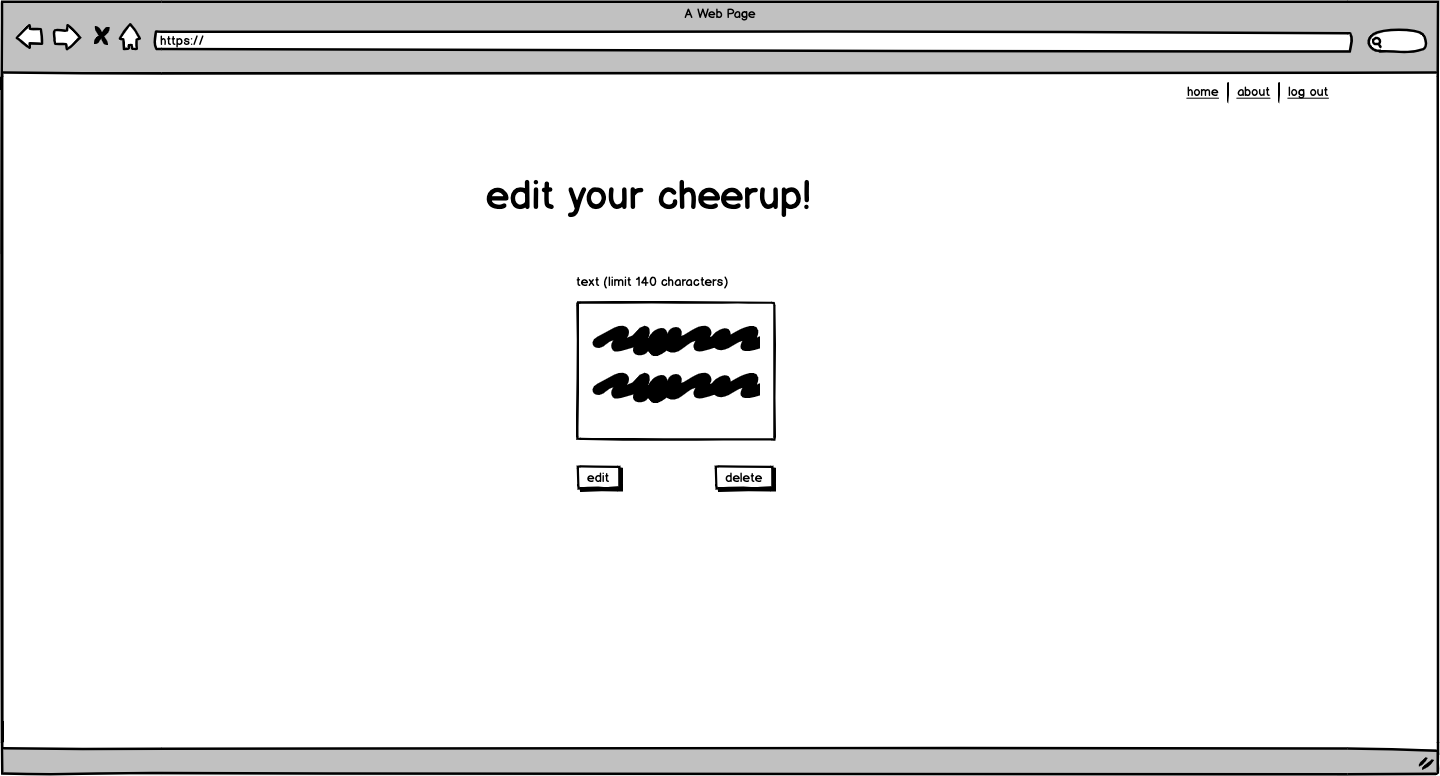 A Web Page
https://
home | about | log out
edit your cheerup!
text (limit 140 characters)
edit
delete